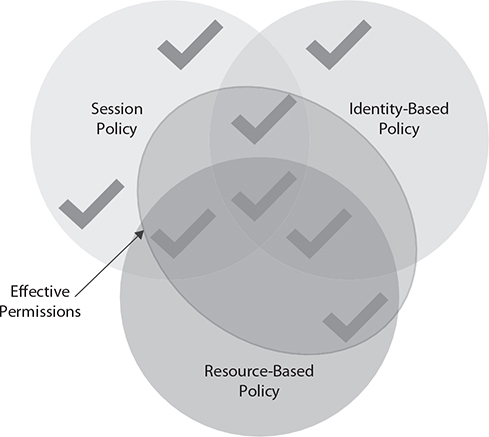 Session
Policy
Identity-Based
Policy
Effective
Permissions
Resource-Based
Policy